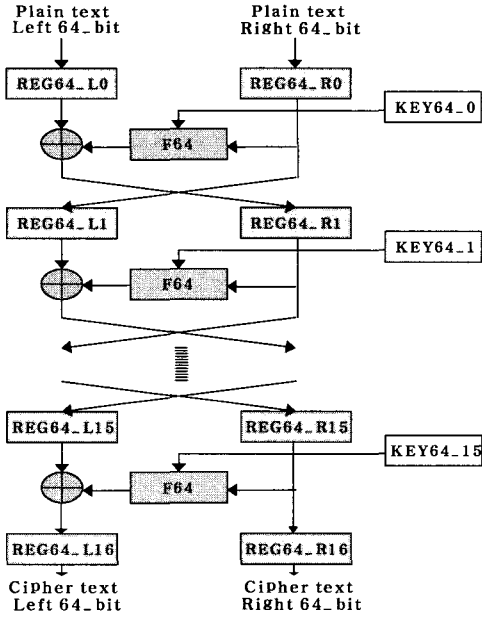 Plain text
Left 64_bit
Plain text
Right 64_bit
REG64_L0
REG64_R0
KEY64_0
F64
REG64_L1
REG64_R1
KEY64_1
F64
REG64_L15
REG64_R15
KEY64_15
F64
REG64_L16
REG64_R16
Cipher text
Left 64_bit
Cipher text
Right 64_bit